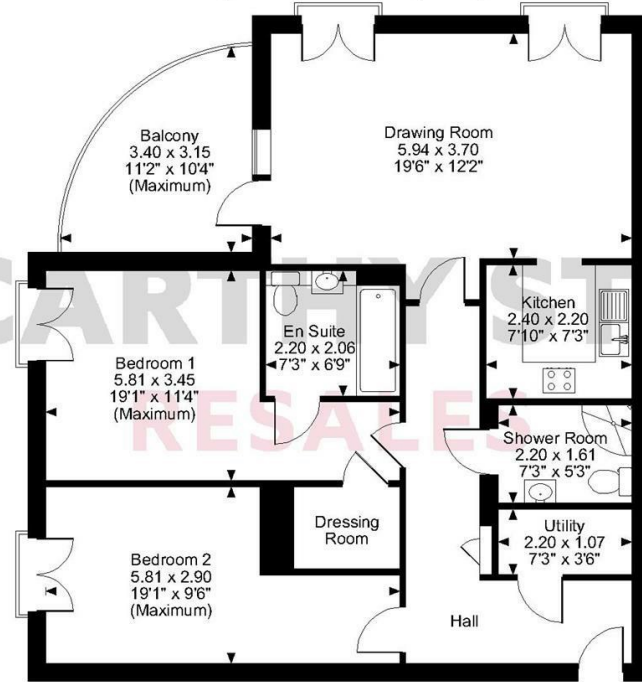 Balcony
3.40 x 3.15
11'2" x 10'4"
(Maximum)
Drawing Room
5.94 x 3.70
19'6" x 12'2"
Kitchen
2.40 x 2.20
7'10" x 7'3"
En Suite
2.20 x 2.06
7'3" x 6'9"
Bedroom 1
5.81 x 3.45
19'1" x 11'4"
(Maximum)
Shower Room
2.20 x 1.61
7'3" x 5'3"
Dressing
Room
Utility
2.20 x 1.07
7'3" x 3'6"
Bedroom 2
5.81 x 2.90
19'1" x 9'6"
(Maximum)
Hall
CARTHY ST
RESALES